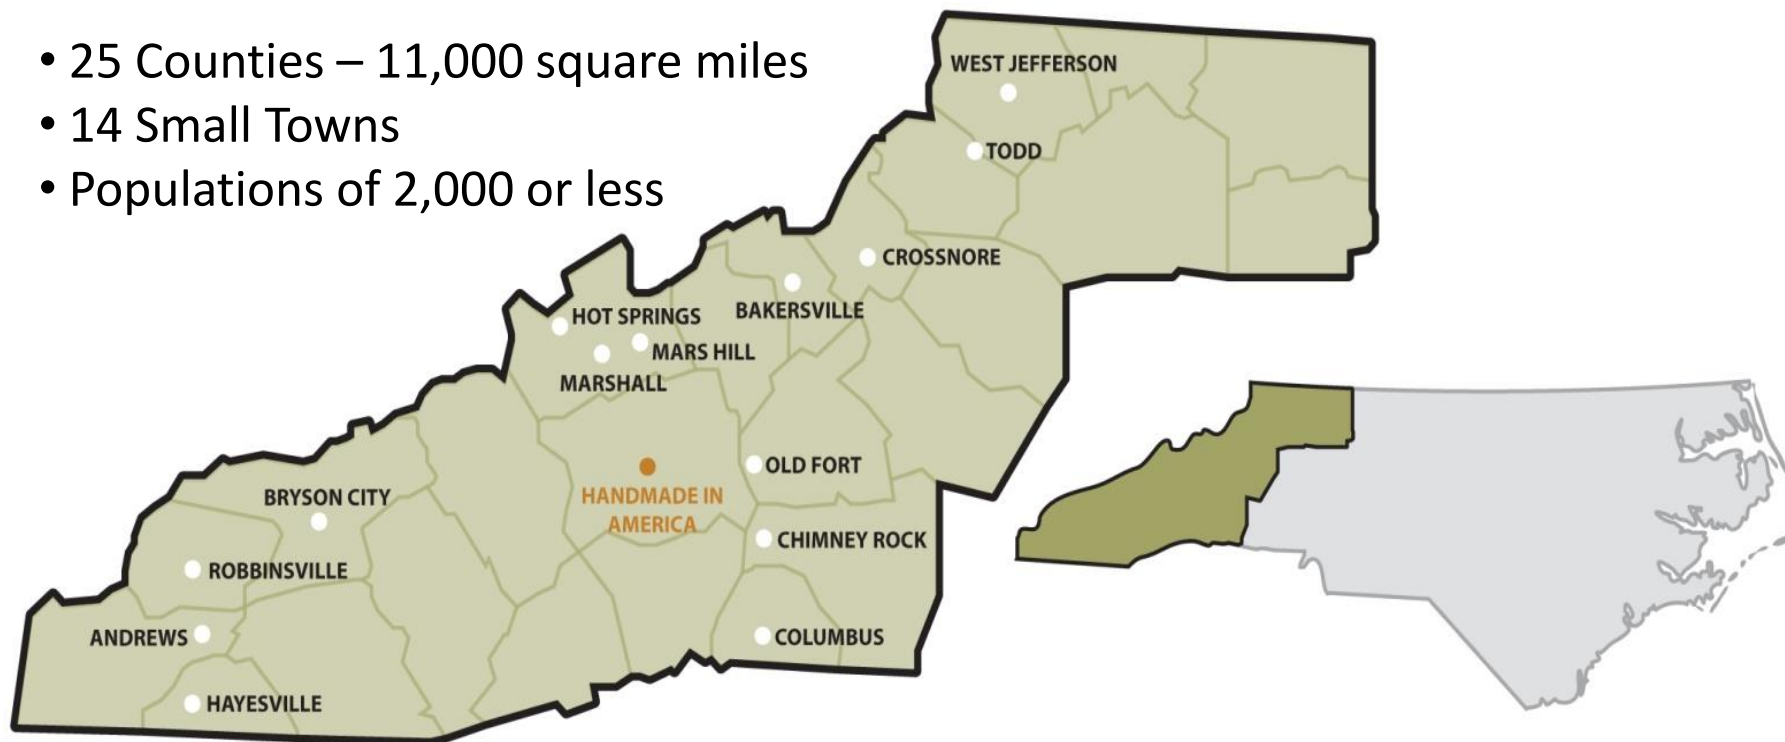 • 25 Counties – 11,000 square miles
• 14 Small Towns
• Populations of 2,000 or less
WEST JEFFERSON
TODD
CROSSNORE
BAKERSVILLE
HOT SPRINGS
MARS HILL
MARSHALL
OLD FORT
HANDMADE IN
AMERICA
BRYSON CITY
CHIMNEY ROCK
ROBBINSVILLE
ANDREWS
COLUMBUS
HAYESVILLE